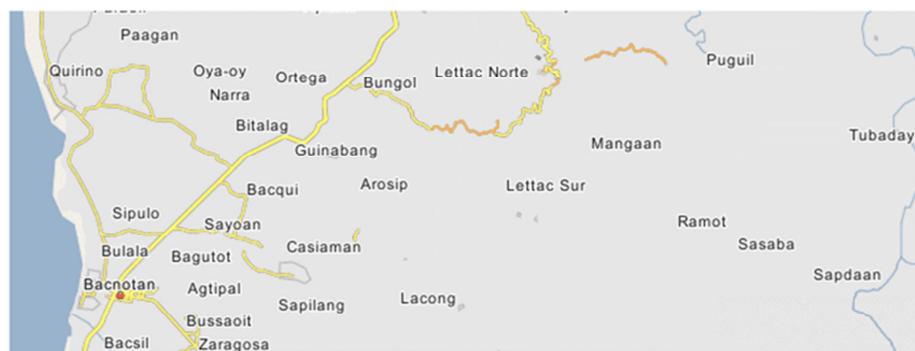 Paagan
Quirino
Oya-oy
Ortega
Bungol
Lettac Norte
Puguil
Narra
Bitalag
Guinabang
Mangaan
Tubaday
Bacqui
Arosip
Lettac Sur
Sipulo
Sayoan
Ramot
Bulala
Bagutot
Casiaman
Sasaba
Sapdaan
Bacnotan
Agtipal
Sapilang
Lacong
Bussaoit
Bacsil
Zaragosa